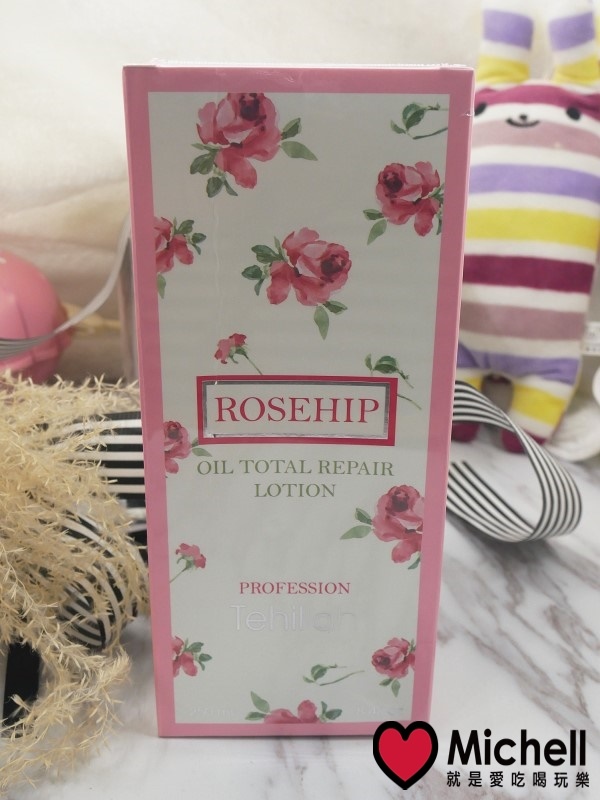 ROSEHIP
OIL TOTAL REPAIR
LOTION
PROFESSION
Michell
就是愛吃喝玩樂